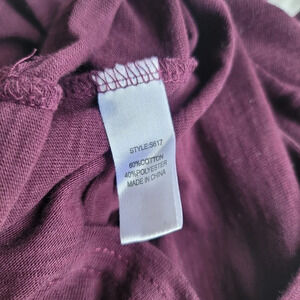 STYLE:S617
60%COTTON
40%POLYESTER
MADE IN CHINA